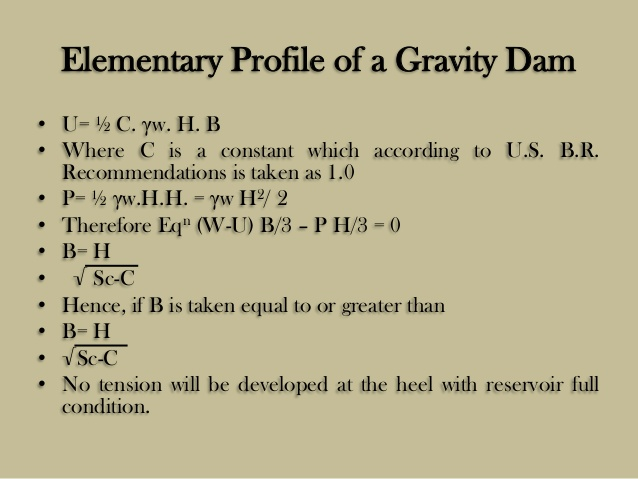 Elementary Profile of a Gravity Dam
• U= ½ C. γw. H. B
• Where C is a constant which according to U.S. B.R.
Recommendations is taken as 1.0
• P= ½ γw.H.H. = γw H²/ 2
• Therefore Eqⁿ (W-U) B/3 – P H/3 = 0
• B= H
• √ Sc-C
• Hence, if B is taken equal to or greater than
• B= H
• √Sc-C
• No tension will be developed at the heel with reservoir full
condition.